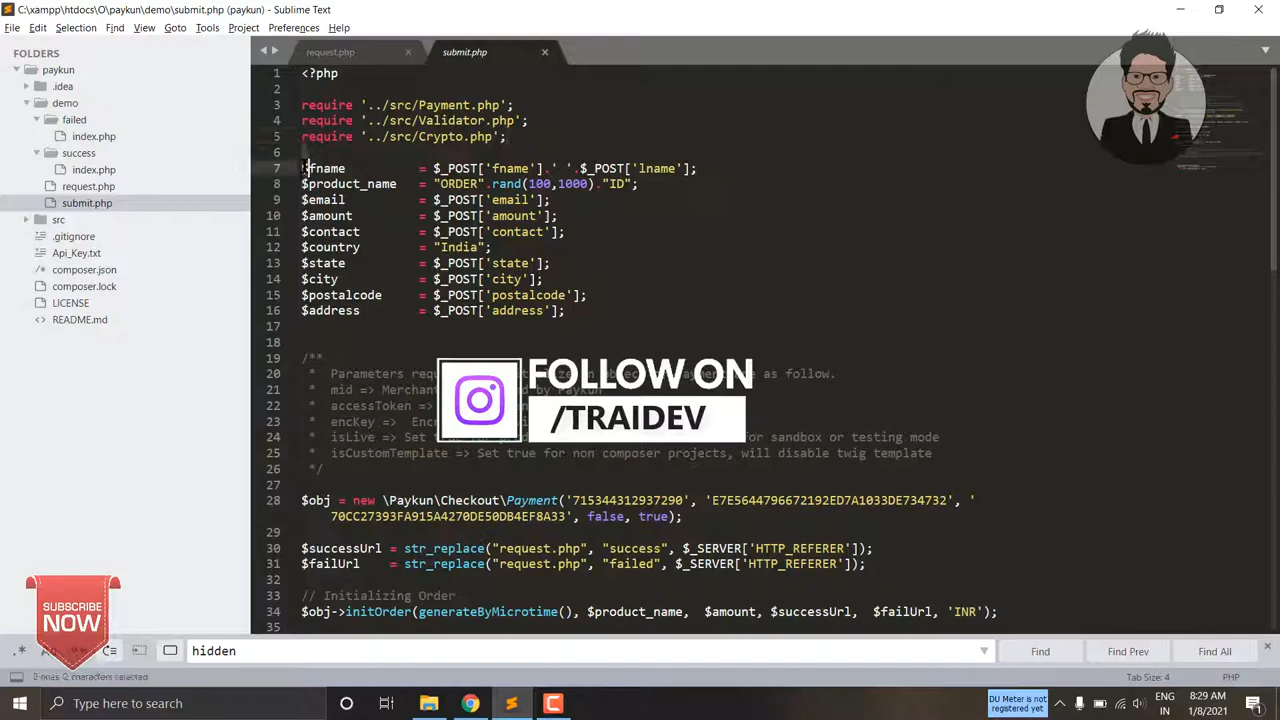 C:\xampp\htdocs\O\paykun\demo\submit.php (paykun) - Sublime Text
File Edit Selection Find View Goto Tools Project Preferences Help
FOLDERS
paykun
.idea
demo
failed
index.php
success
index.php
request.php
submit.php
src
.gitignore
Api_Key.txt
composer.json
composer.lock
LICENSE
README.md
request.php
submit.php
1 <?php
2
3 require '../src/Payment.php';
4 require '../src/Validator.php';
5 require '../src/Crypto.php';
6
7 $fname = $_POST['fname'].' '.$_POST['lname'];
8 $product_name = "ORDER".rand(100,1000)."ID";
9 $email = $_POST['email'];
10 $amount = $_POST['amount'];
11 $contact = $_POST['contact'];
12 $country = "India";
13 $state = $_POST['state'];
14 $city = $_POST['city'];
15 $postalcode = $_POST['postalcode'];
16 $address = $_POST['address'];
17
18
19 /**
20 * Parameters as follow.
21 * mid => by Paykun
22 * accessToken =>
23 * encKey =>
24 * isLive => Set for sandbox or testing mode
25 * isCustomTemplate => Set true for non composer projects, will disable twig template
26 */
27
28 $obj = new \Paykun\Checkout\Payment('715344312937290', 'E7E5644796672192ED7A1033DE734732', '
70CC27393FA915A4270DE50DB4EF8A33', false, true);
29
30 $successUrl = str_replace("request.php", "success", $_SERVER['HTTP_REFERER']);
31 $failUrl = str_replace("request.php", "failed", $_SERVER['HTTP_REFERER']);
32
33 // Initializing Order
34 $obj->initOrder(generateByMicrotime(), $product_name, $amount, $successUrl, $failUrl, 'INR');
35
FOLLOW ON
/TRAIDEV
SUBSCRIBE
NOW
hidden
Find
Find Prev
Find All
characters selected
Tab Size: 4
PHP
Type here to search
DU Meter is not
registered yet
ENG
IN
8:29 AM
1/8/2021